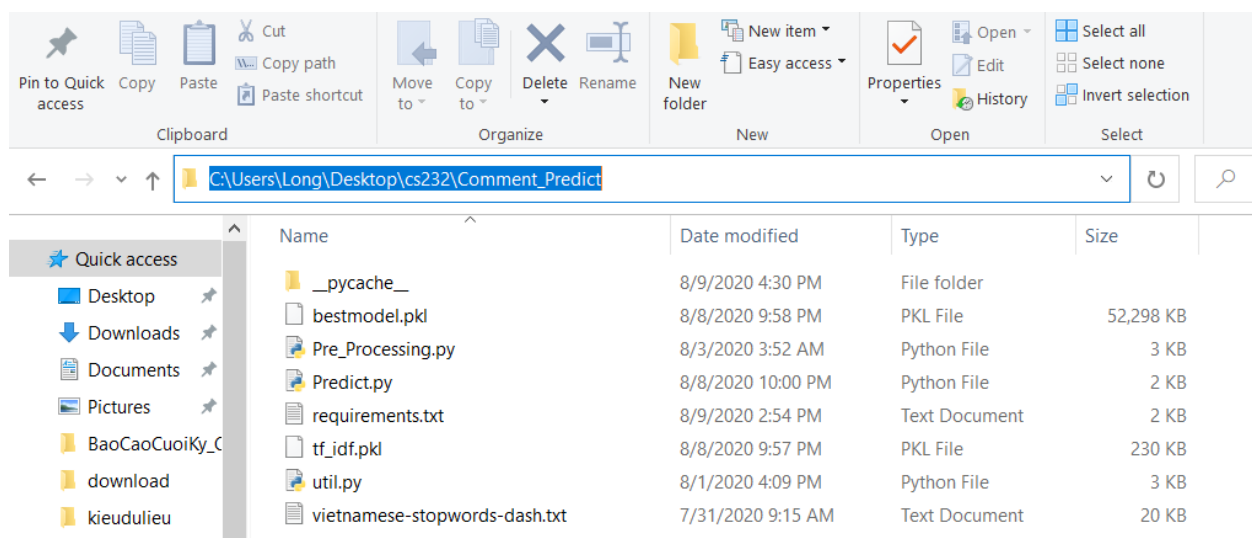 Cut
Copy path
Paste shortcut
Pin to Quick access
Copy
Paste
Clipboard
Move to
Copy to
Delete
Rename
Organize
New folder
New item
Easy access
New
Properties
Open
Edit
History
Open
Select all
Select none
Invert selection
Select
C:\Users\Long\Desktop\cs232\Comment_Predict
Quick access
Desktop
Downloads
Documents
Pictures
BaoCaoCuoiKy_C
download
kieudulieu
Name Date modified Type Size
__pycache__ 8/9/2020 4:30 PM File folder
bestmodel.pkl 8/8/2020 9:58 PM PKL File 52,298 KB
Pre_Processing.py 8/3/2020 3:52 AM Python File 3 KB
Predict.py 8/8/2020 10:00 PM Python File 2 KB
requirements.txt 8/9/2020 2:54 PM Text Document 2 KB
tf_idf.pkl 8/8/2020 9:57 PM PKL File 230 KB
util.py 8/1/2020 4:09 PM Python File 3 KB
vietnamese-stopwords-dash.txt 7/31/2020 9:15 AM Text Document 20 KB